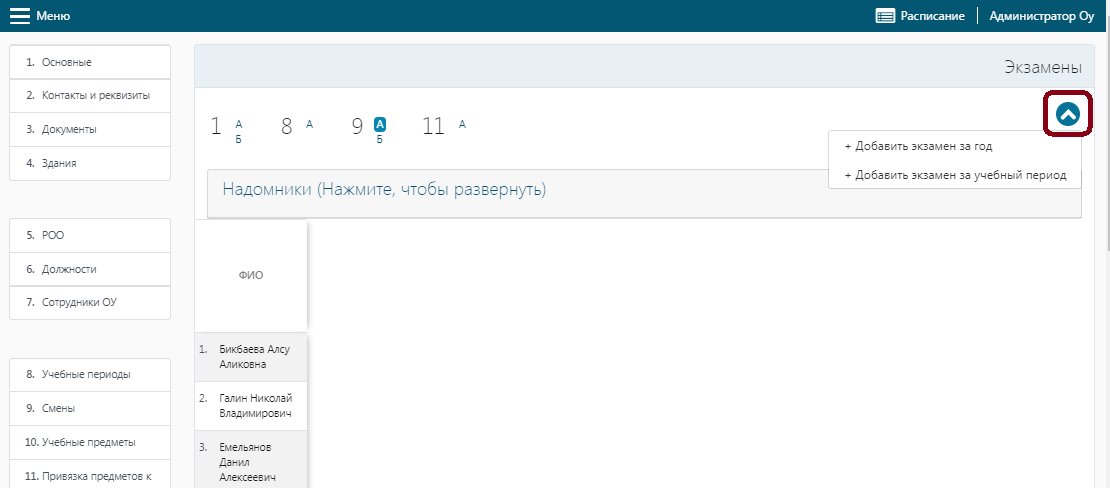 Меню
Расписание
Администратор Оу
1. Основные
2. Контакты и реквизиты
3. Документы
4. Здания
5. РОО
6. Должности
7. Сотрудники ОУ
8. Учебные периоды
9. Смены
10. Учебные предметы
11. Привязка предметов к
Экзамены
1 А
Б
8 А
9 А
Б
11 А
+ Добавить экзамен за год
+ Добавить экзамен за учебный период
Надомники (Нажмите, чтобы развернуть)
ФИО
1. Бикбаева Алсу
Аликовна
2. Галин Николай
Владимирович
3. Емельянов
Данил
Алексеевич